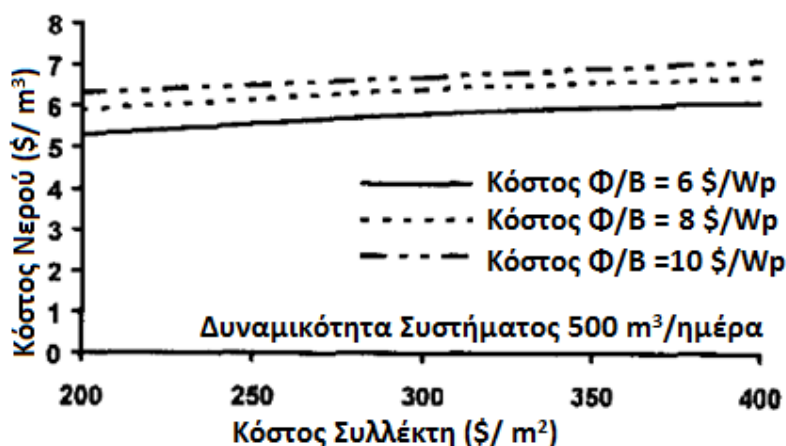 Κόστος Νερού ($/ m³)
8
7
6
5
4
3
2
1
0
Κόστος Φ/Β = 6 $/Wp
Κόστος Φ/Β = 8 $/Wp
Κόστος Φ/Β =10 $/Wp
Δυναμικότητα Συστήματος 500 m³/ημέρα
200 250 300 350 400
Κόστος Συλλέκτη ($/ m²)